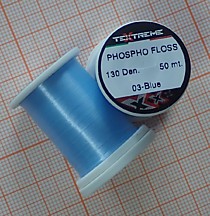 TEXTREME
PHOSPHO FLOSS
130 Den. 50 mt.
03-Blue